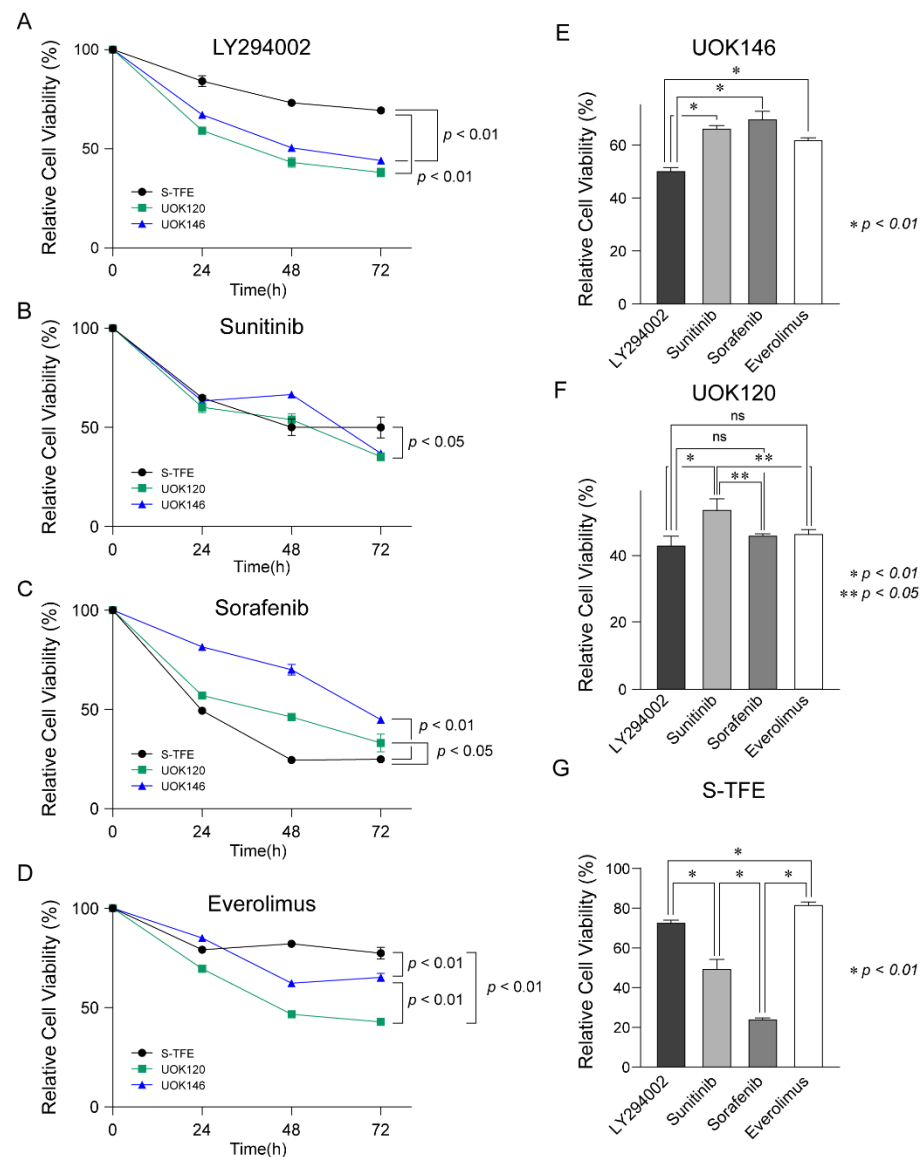 A
LY294002
Relative Cell Viability (%)
100
50
0
p < 0.01
p < 0.01
S-TFE
UOK120
UOK146
0 24 48 72
Time(h)
B
Sunitinib
Relative Cell Viability (%)
100
50
0
p < 0.05
S-TFE
UOK120
UOK146
0 24 48 72
Time(h)
C
Sorafenib
Relative Cell Viability (%)
100
50
0
p < 0.01
p < 0.05
S-TFE
UOK120
UOK146
0 24 48 72
Time(h)
D
Everolimus
Relative Cell Viability (%)
100
50
0
p < 0.01
p < 0.01
p < 0.01
S-TFE
UOK120
UOK146
0 24 48 72
Time(h)
E
UOK146
Relative Cell Viability (%)
*
*
*
60
40
20
0
* p < 0.01
LY294002 Sunitinib Sorafenib Everolimus
F
UOK120
Relative Cell Viability (%)
ns
ns
* **
**
40
20
0
* p < 0.01
** p < 0.05
LY294002 Sunitinib Sorafenib Everolimus
G
S-TFE
Relative Cell Viability (%)
*
* * *
100
80
60
40
20
0
* p < 0.01
LY294002 Sunitinib Sorafenib Everolimus